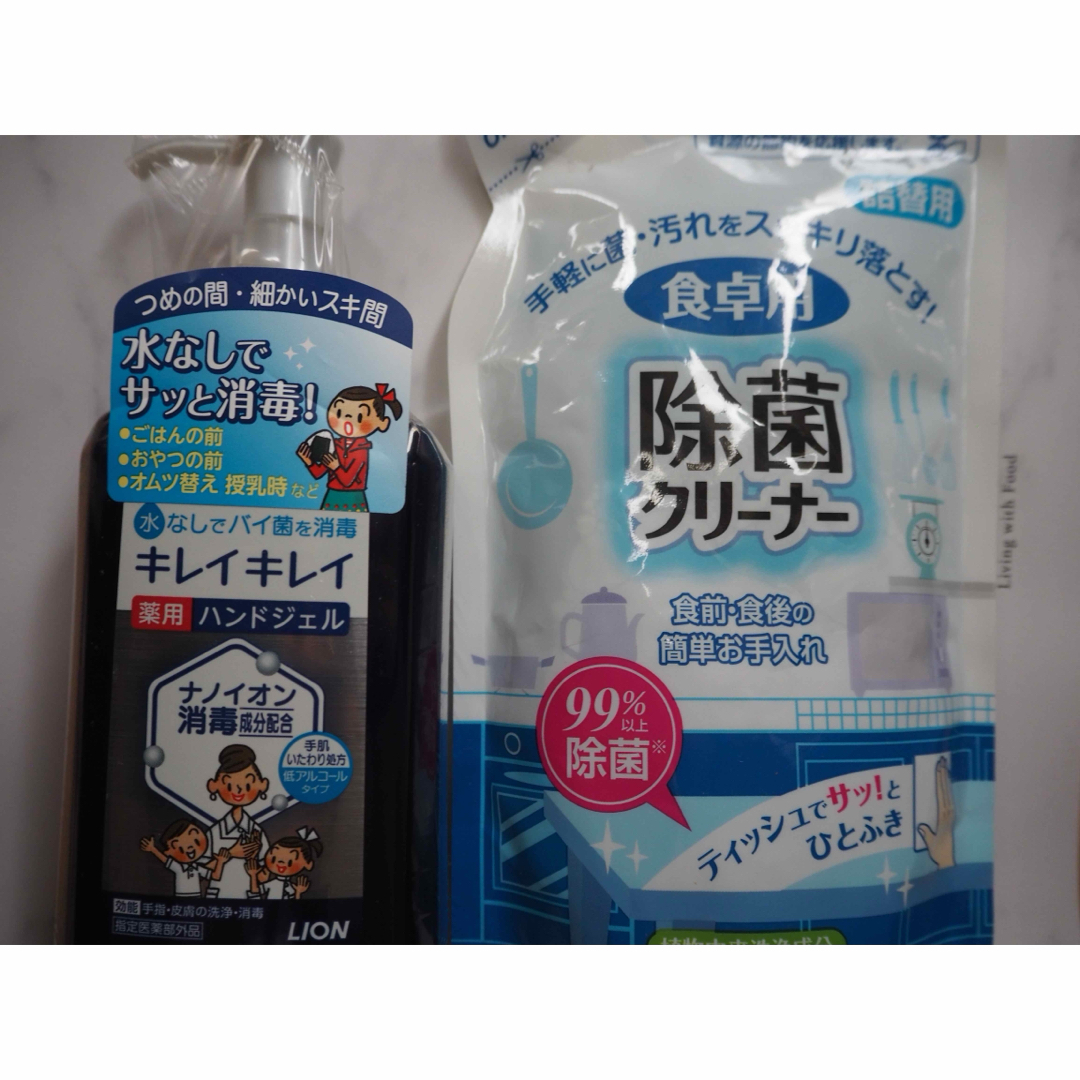 つめの間・細かいスキ間
水なしで
サッと消毒!
●ごはんの前
●おやつの前
●オムツ替え 授乳時など
水なしでバイ菌を消毒
キレイキレイ
薬用 ハンドジェル
ナノイオン
消毒成分配合
手肌
いたわり処方
低アルコール
タイプ
効能 手指・皮膚の洗浄・消毒
指定医薬部外品
LION
詰替用
手軽に菌・汚れをスッキリ落とす!
食卓用
除菌
クリーナー
Living with Food
食前・食後の
簡単お手入れ
99%
以上
除菌※
ティッシュでサッ!と
ひとふき
植物由来洗浄成分